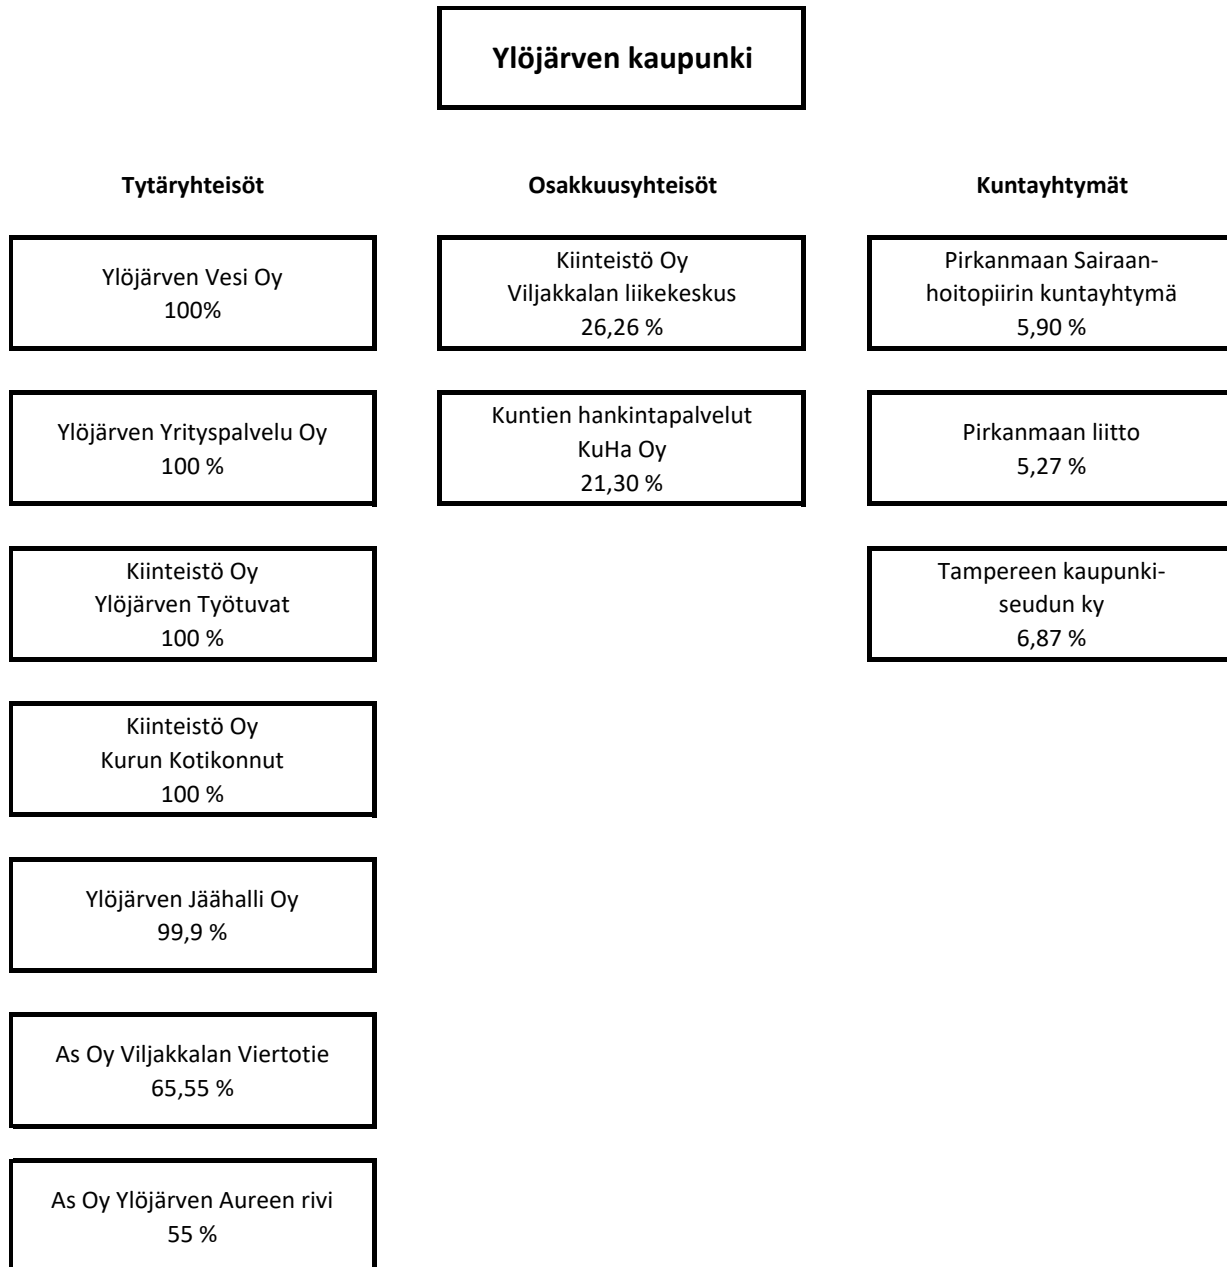 Ylöjärven kaupunki
Tytäryhteisöt
Osakkuusyhteisöt
Kuntayhtymät
Ylöjärven Vesi Oy
100%
Kiinteistö Oy
Viljakkalan liikekeskus
26,26 %
Pirkanmaan Sairaan-
hoitopiirin kuntayhtymä
5,90 %
Ylöjärven Yrityspalvelu Oy
100 %
Kuntien hankintapalvelut
KuHa Oy
21,30 %
Pirkanmaan liitto
5,27 %
Kiinteistö Oy
Ylöjärven Työtuvat
100 %
Tampereen kaupunki-
seudun ky
6,87 %
Kiinteistö Oy
Kurun Kotikonnut
100 %
Ylöjärven Jäähalli Oy
99,9 %
As Oy Viljakkalan Viertotie
65,55 %
As Oy Ylöjärven Aureen rivi
55 %